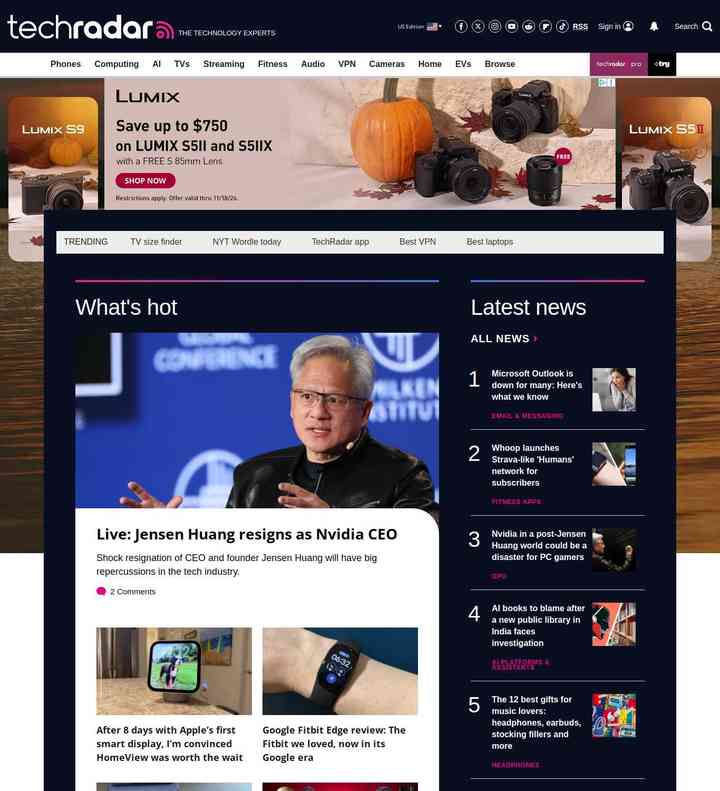 techradar THE TECHNOLOGY EXPERTS
US Edition RSS Sign in Search
Phones Computing AI TVs Streaming Fitness Audio VPN Cameras Home EVs Browse
techradar pro
try
LUMIX S9
LUMIX
Save up to $750
on LUMIX S5II and S5IIX
with a FREE S 85mm Lens
SHOP NOW
Restrictions apply. Offer valid thru 11/18/24.
FREE
LUMIX S5II
TRENDING TV size finder NYT Wordle today TechRadar app Best VPN Best laptops
What's hot
GLOBAL
CONFERENCE
MILKEN
INSTITUT
Live: Jensen Huang resigns as Nvidia CEO
Shock resignation of CEO and founder Jensen Huang will have big
repercussions in the tech industry.
2 Comments
After 8 days with Apple's first
smart display, I'm convinced
HomeView was worth the wait
Google Fitbit Edge review: The
Fitbit we loved, now in its
Google era
Latest news
ALL NEWS
1
Microsoft Outlook is
down for many: Here's
what we know
EMAIL & MESSAGING
2
Whoop launches
Strava-like 'Humans'
network for
subscribers
FITNESS APPS
3
Nvidia in a post-Jensen
Huang world could be a
disaster for PC gamers
GPU
4
AI books to blame after
a new public library in
India faces
investigation
AI PLATFORMS &
ASSISTANTS
5
The 12 best gifts for
music lovers:
headphones, earbuds,
stocking fillers and
more
HEADPHONES